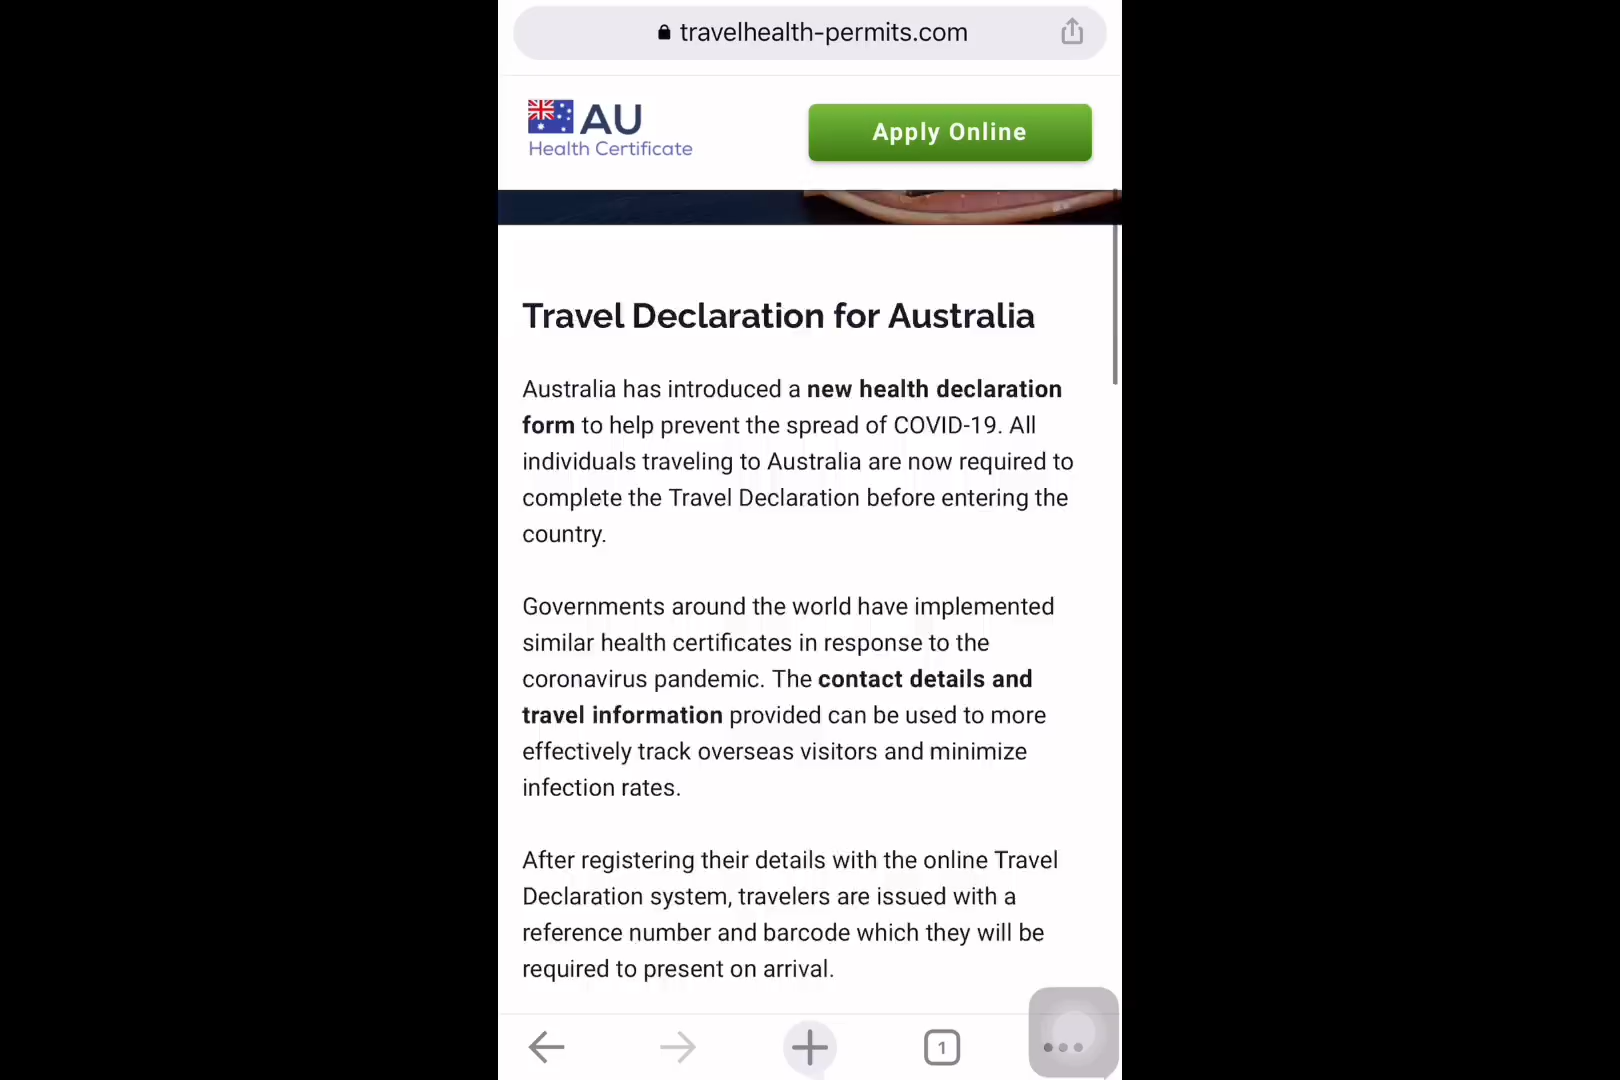 travelhealth-permits.com
AU
Health Certificate
Apply Online
Travel Declaration for Australia
Australia has introduced a new health declaration
form to help prevent the spread of COVID-19. All
individuals traveling to Australia are now required to
complete the Travel Declaration before entering the
country.
Governments around the world have implemented
similar health certificates in response to the
coronavirus pandemic. The contact details and
travel information provided can be used to more
effectively track overseas visitors and minimize
infection rates.
After registering their details with the online Travel
Declaration system, travelers are issued with a
reference number and barcode which they will be
required to present on arrival.
1